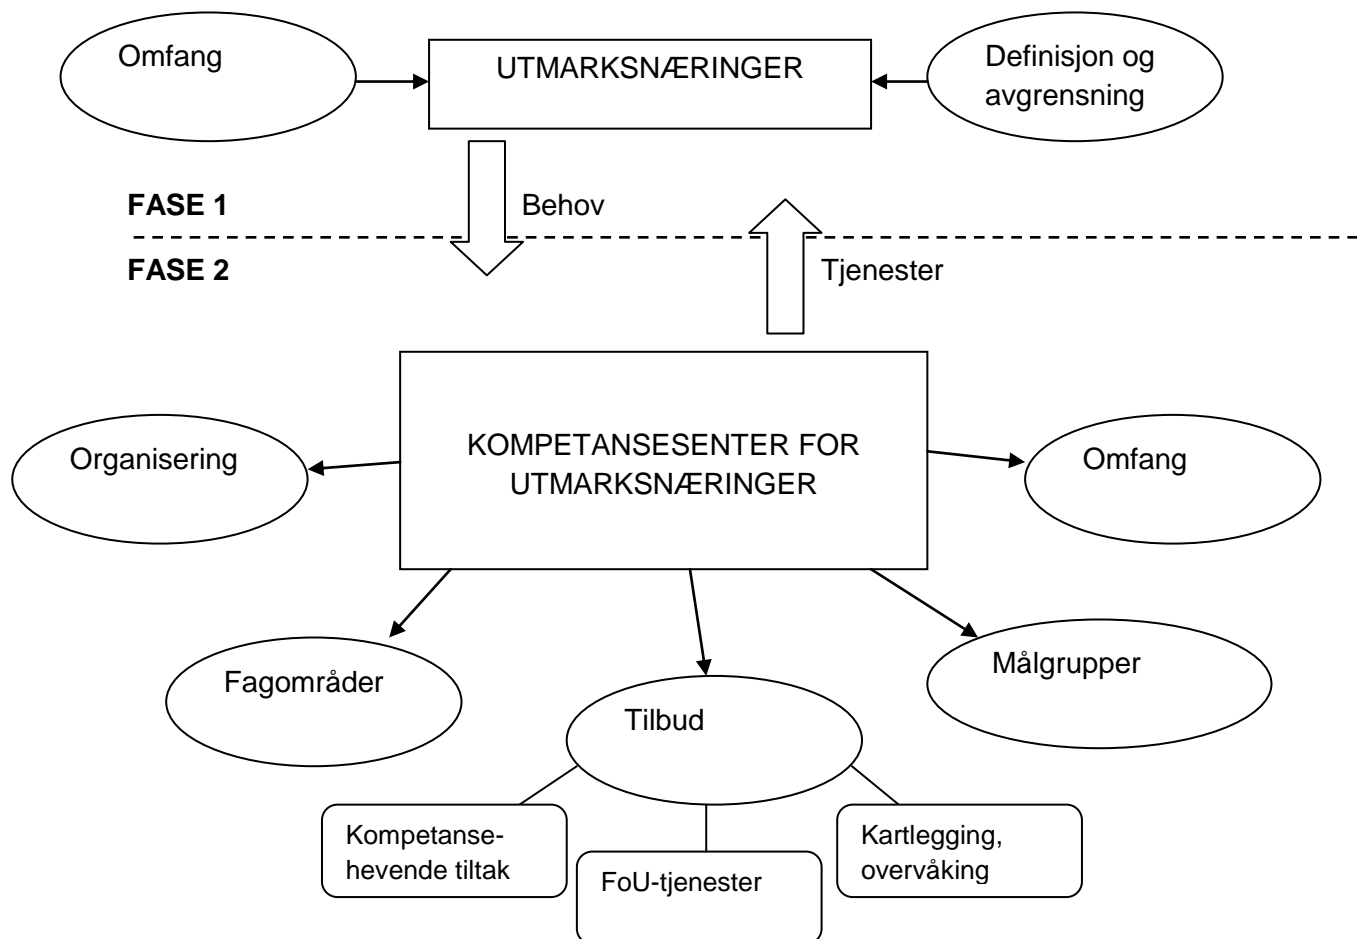 Omfang
UTMARKSNÆRINGER
Definisjon og
avgrensning
FASE 1
Behov
FASE 2
Tjenester
KOMPETANSESENTER FOR
UTMARKSNÆRINGER
Organisering
Omfang
Fagområder
Tilbud
Målgrupper
Kompetanse-
hevende tiltak
FoU-tjenester
Kartlegging,
overvåking